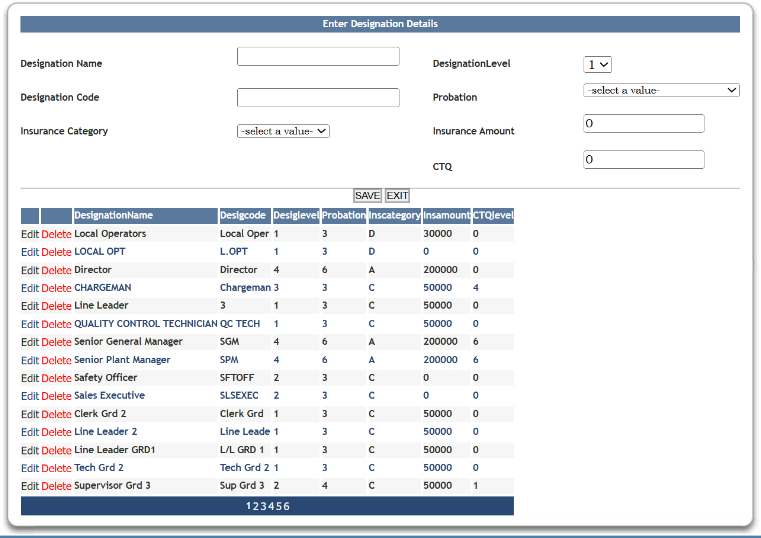 Enter Designation Details
Designation Name DesignationLevel 1
Designation Code Probation -select a value-
Insurance Category -select a value- Insurance Amount 0
CTQ 0
SAVE EXIT
DesignationName Desigcode Desiglevel Probation Inscategory Insamount CTQlevel
Edit Delete Local Operators Local Oper 1 3 D 30000 0
Edit Delete LOCAL OPT L.OPT 1 3 D 0 0
Edit Delete Director Director 4 6 A 200000 0
Edit Delete CHARGEMAN Chargeman 3 3 C 50000 4
Edit Delete Line Leader 3 1 3 C 50000 0
Edit Delete QUALITY CONTROL TECHNICIAN QC TECH 1 3 C 50000 0
Edit Delete Senior General Manager SGM 4 6 A 200000 6
Edit Delete Senior Plant Manager SPM 4 6 A 200000 6
Edit Delete Safety Officer SFTOFF 2 3 C 0 0
Edit Delete Sales Executive SLSEXEC 2 3 C 0 0
Edit Delete Clerk Grd 2 Clerk Grd 1 3 C 50000 0
Edit Delete Line Leader 2 Line Leade 1 3 C 50000 0
Edit Delete Line Leader GRD1 L/L GRD 1 1 3 C 50000 0
Edit Delete Tech Grd 2 Tech Grd 2 1 3 C 50000 0
Edit Delete Supervisor Grd 3 Sup Grd 3 2 4 C 50000 1
1 2 3 4 5 6